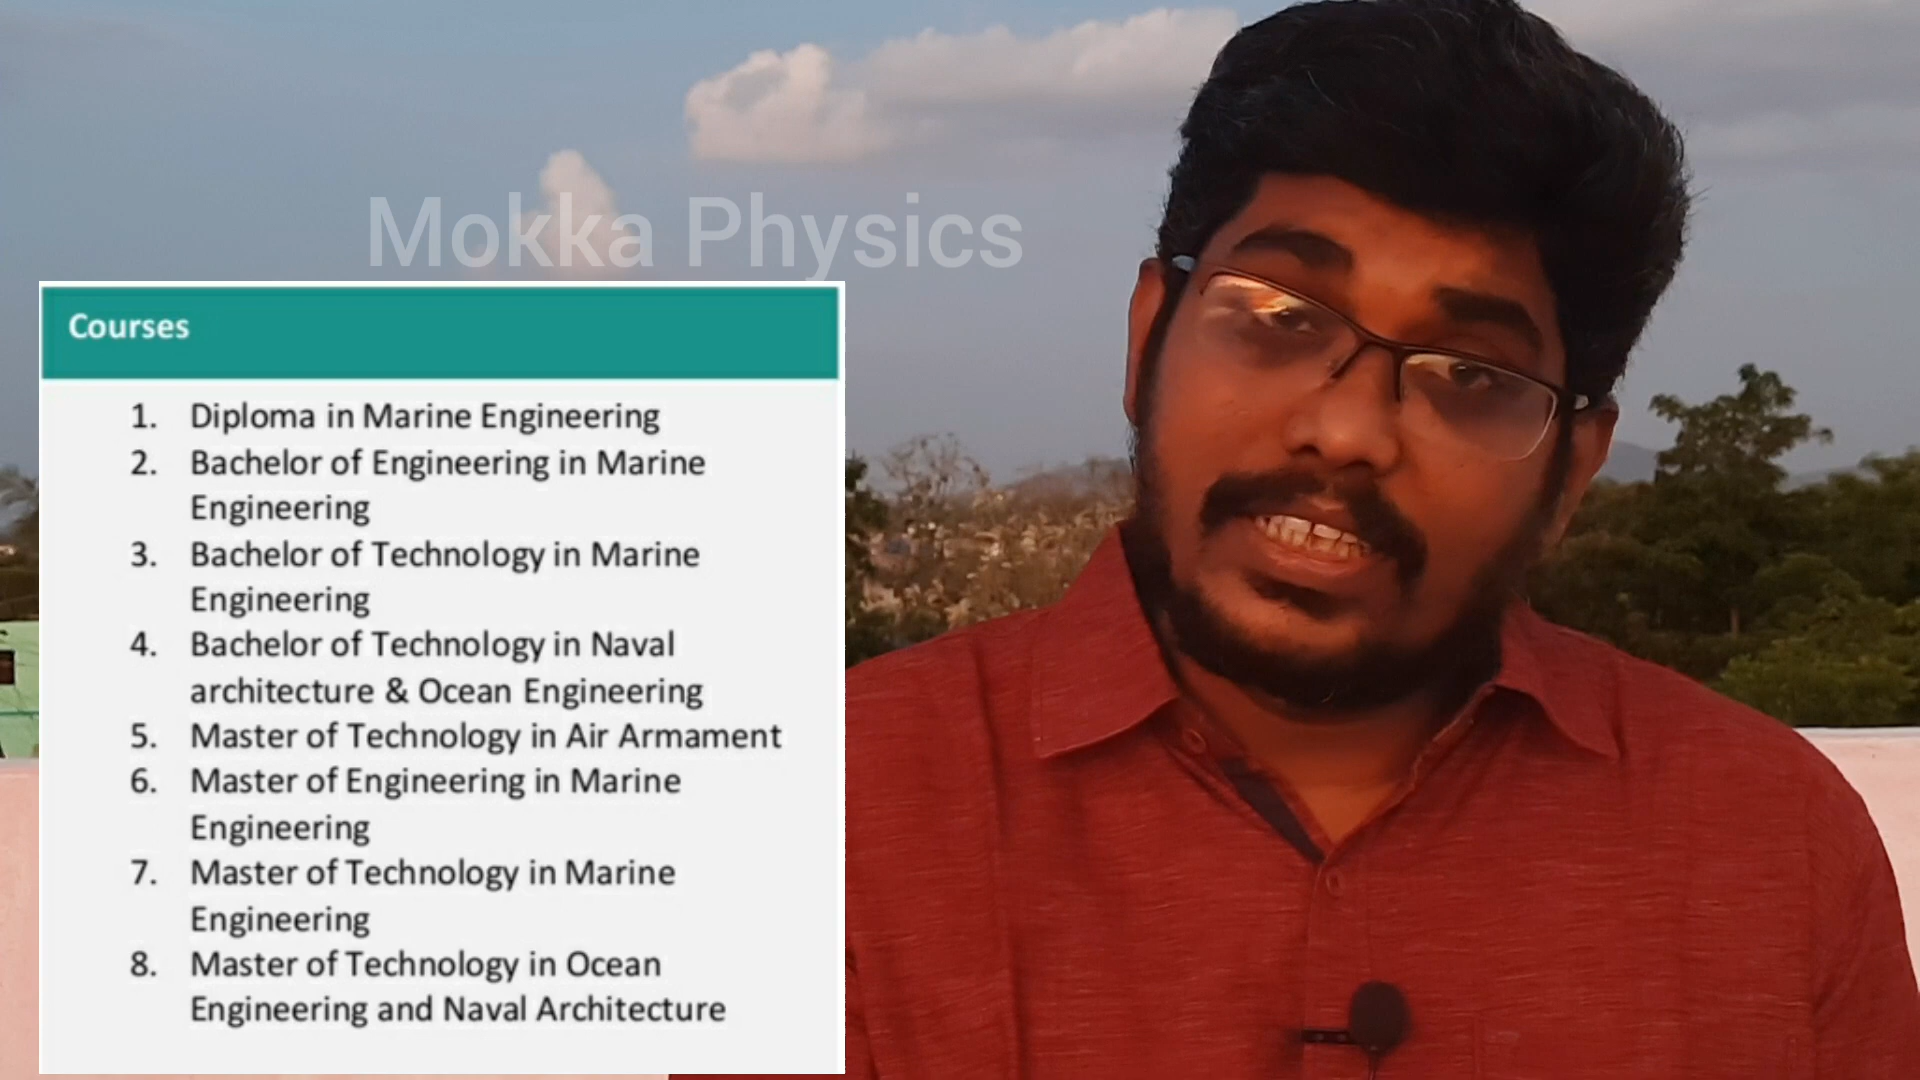 Mokka Physics
Courses
1. Diploma in Marine Engineering
2. Bachelor of Engineering in Marine
Engineering
3. Bachelor of Technology in Marine
Engineering
4. Bachelor of Technology in Naval
architecture & Ocean Engineering
5. Master of Technology in Air Armament
6. Master of Engineering in Marine
Engineering
7. Master of Technology in Marine
Engineering
8. Master of Technology in Ocean
Engineering and Naval Architecture